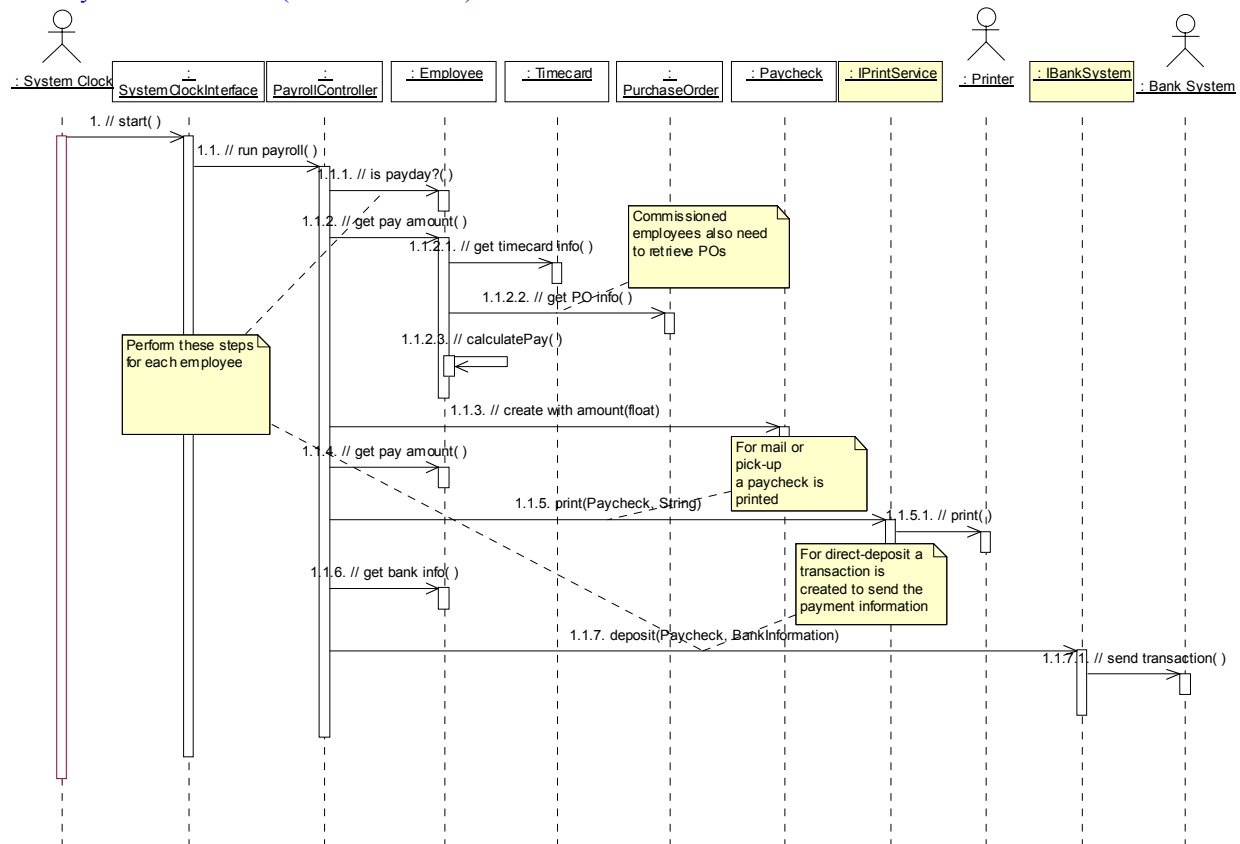 : System Clock
:
SystemClockInterface
:
PayrollController
: Employee
: Timecard
:
PurchaseOrder
: Paycheck
: IPrintService
: Printer
: IBankSystem
: Bank System
1. // start( )
1.1. // run payroll( )
1.1.1. // is payday?( )
1.1.2. // get pay amount( )
1.1.2.1. // get timecard info( )
Commissioned
employees also need
to retrieve POs
1.1.2.2. // get PO info( )
1.1.2.3. // calculatePay( )
Perform these steps
for each employee
1.1.3. // create with amount(float)
1.1.4. // get pay amount( )
For mail or
pick-up
a paycheck is
printed
1.1.5. print(Paycheck, String)
1.1.5.1. // print( )
For direct-deposit a
transaction is
created to send the
payment information
1.1.6. // get bank info( )
1.1.7. deposit(Paycheck, BankInformation)
1.1.7.1. // send transaction( )